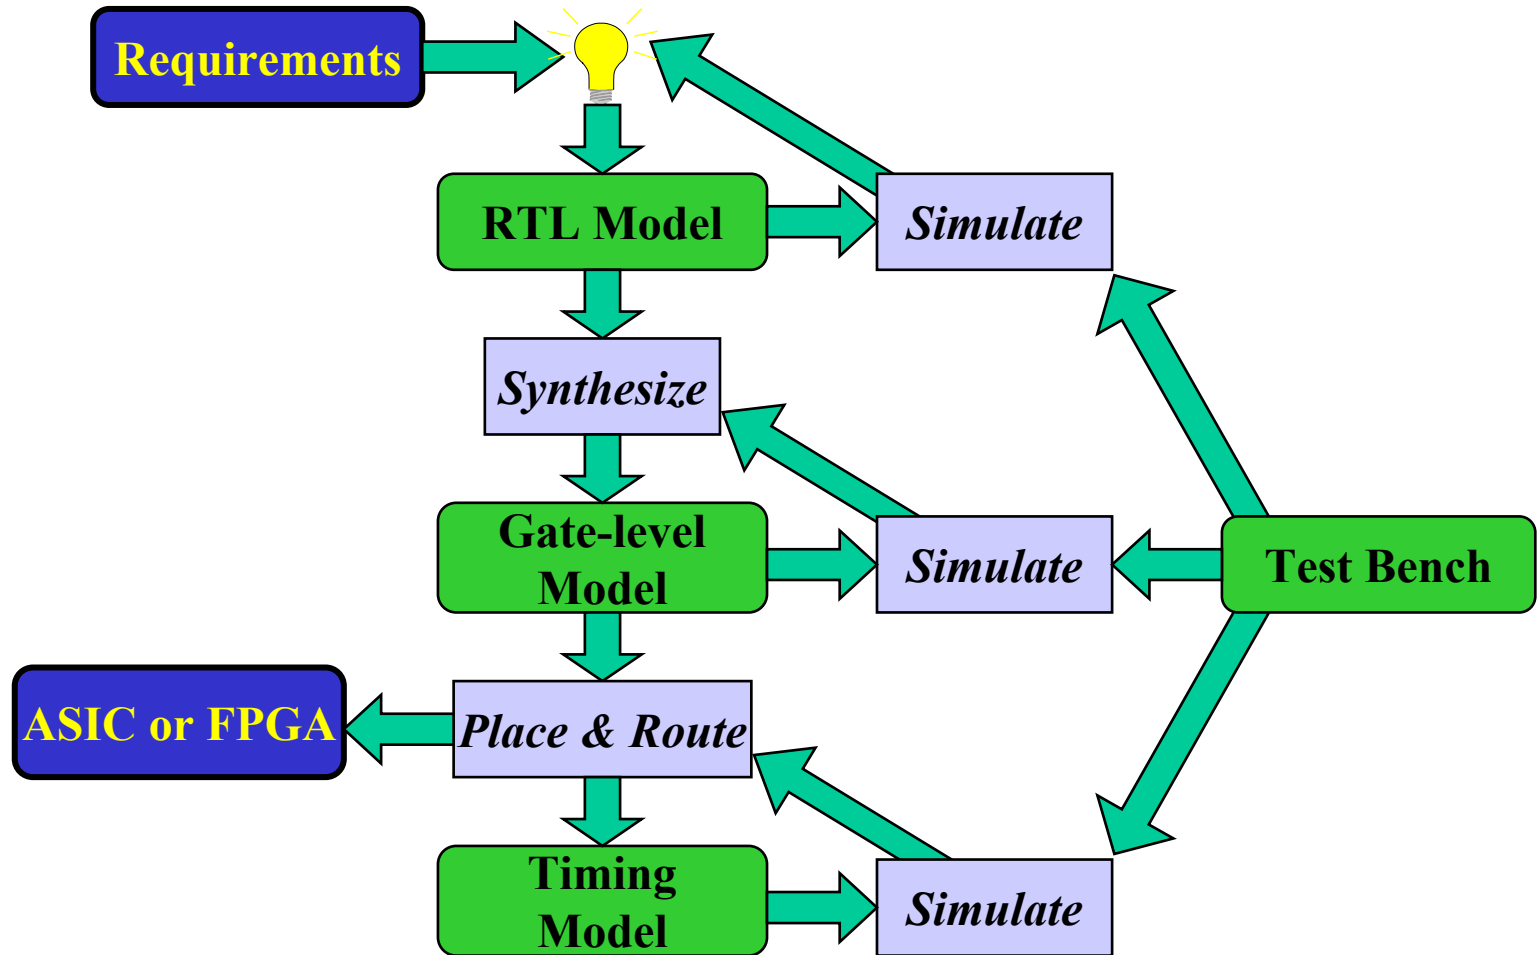 Requirements
RTL Model
Simulate
Synthesize
Gate-level
Model
Simulate
Test Bench
ASIC or FPGA
Place & Route
Timing
Model
Simulate